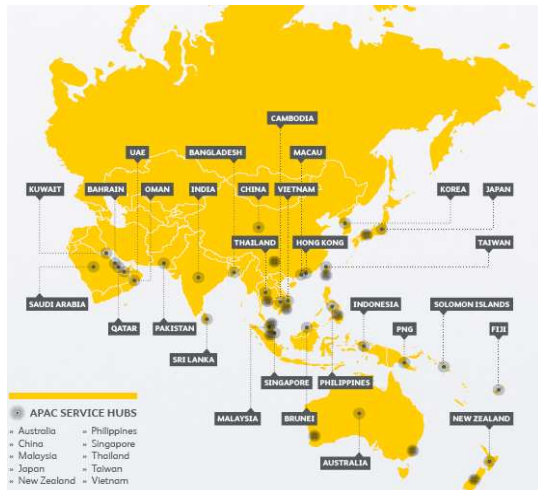 CAMBODIA
UAE
BANGLADESH
MACAU
KUWAIT
BAHRAIN
OMAN
INDIA
CHINA
VIETNAM
KOREA
JAPAN
THAILAND
HONG KONG
TAIWAN
SAUDI ARABIA
QATAR
PAKISTAN
INDONESIA
SOLOMON ISLANDS
PNG
FIJI
SRI LANKA
SINGAPORE
PHILIPPINES
MALAYSIA
BRUNEI
NEW ZEALAND
AUSTRALIA
APAC SERVICE HUBS
» Australia
» China
» Malaysia
» Japan
» New Zealand
» Philippines
» Singapore
» Thailand
» Taiwan
» Vietnam